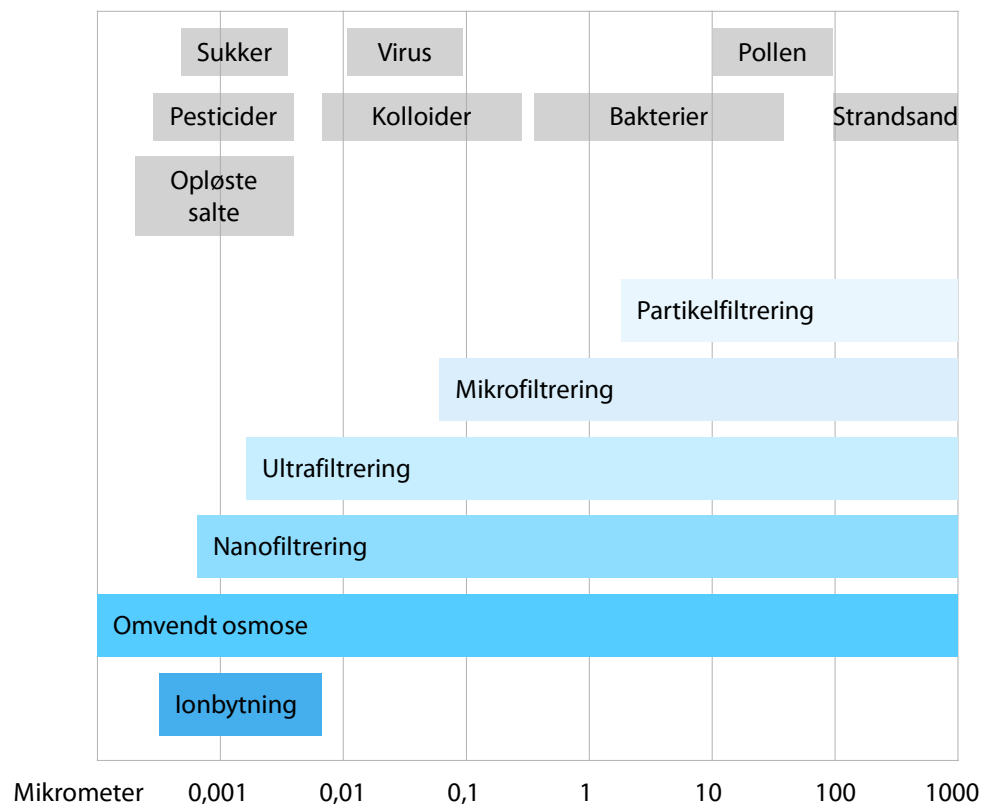 Sukker Virus Pollen
Pesticider Kolloider Bakterier Strandsand
Opløste
salte
Partikelfiltrering
Mikrofiltrering
Ultrafiltrering
Nanofiltrering
Omvendt osmose
Ionbytning
Mikrometer 0,001 0,01 0,1 1 10 100 1000